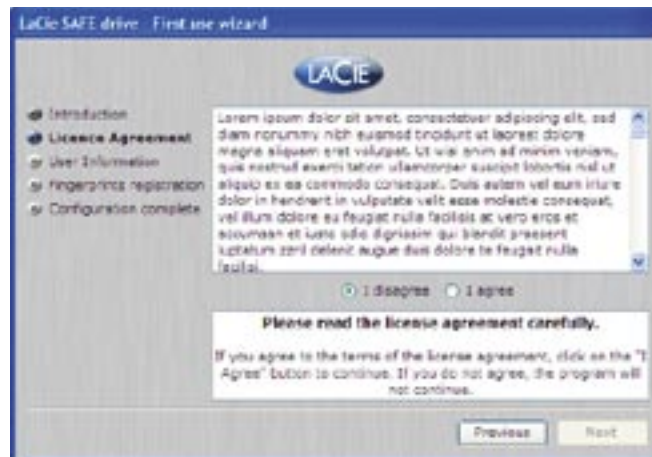 LaCie SAFE drive - First use wizard
LACIE
Introduction
Licence Agreement
User Information
Fingerprints registration
Configuration complete
Lorem ipsum dolor sit amet, consectetuer adipiscing elit, sed
diam nonummy nibh euismod tincidunt ut laoreet dolore
magna aliquam erat volutpat. Ut wisi enim ad minim veniam,
quis nostrud exerci tation ullamcorper suscipit lobortis nisl ut
aliquip ex ea commodo consequat. Duis autem vel eum iriure
dolor in hendrerit in vulputate velit esse molestie consequat,
vel illum dolore eu feugiat nulla facilisis at vero eros et
accumsan et iusto odio dignissim qui blandit praesent
luptatum zzril delenit augue duis dolore te feugait nulla
facilisi.
I disagree
I agree
Please read the license agreement carefully.
If you agree to the terms of the license agreement, click on the "I
Agree" button to continue. If you do not agree, the program will
not continue.
Previous
Next